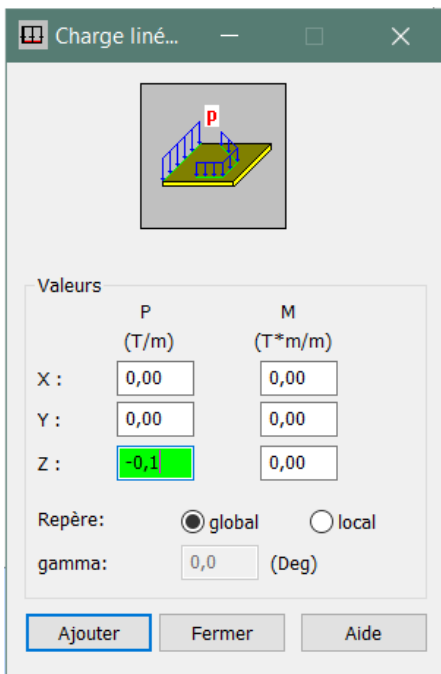 Charge liné...
p
Valeurs
P M
(T/m) (T*m/m)
X : 0,00 0,00
Y : 0,00 0,00
Z : -0,1 0,00
Repère: global local
gamma: 0,0 (Deg)
Ajouter Fermer Aide